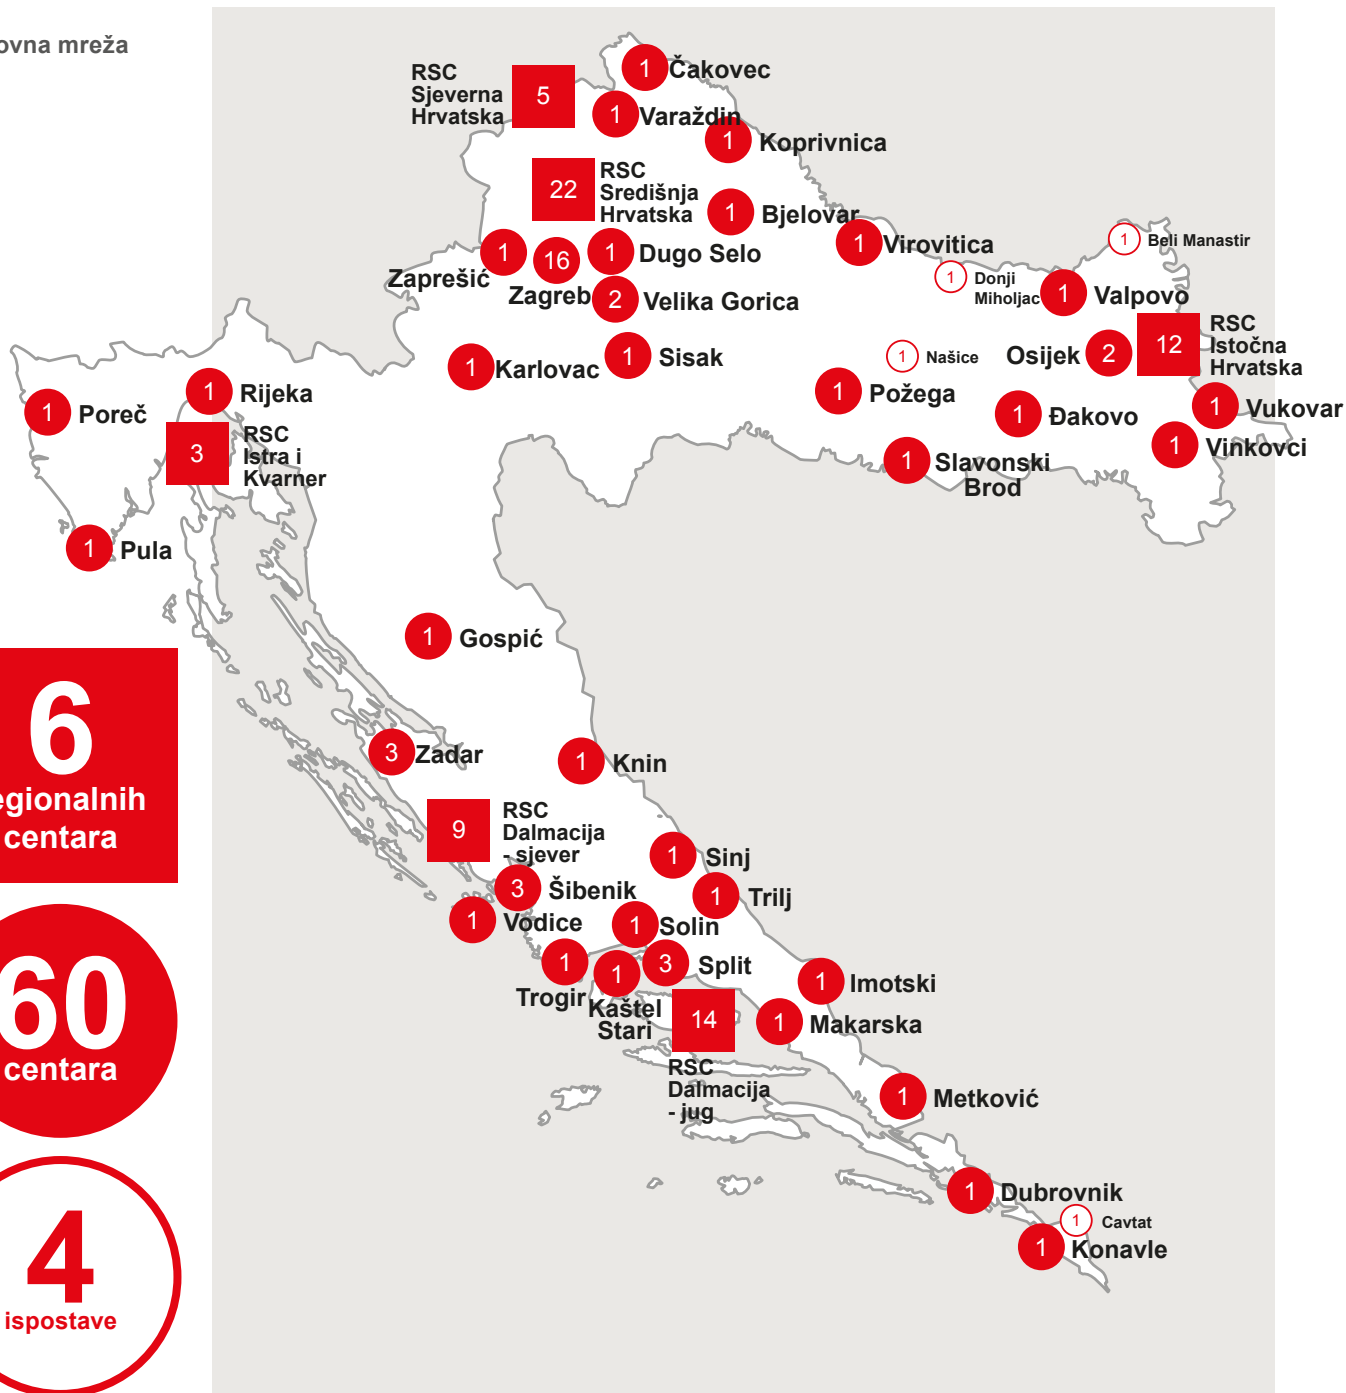 ovna mreža
RSC
Sjeverna
Hrvatska
5
1 Čakovec
1 Varaždin
1 Koprivnica
22
RSC
Središnja
Hrvatska
1 Bjelovar
1 Virovitica
1 Beli Manastir
1 Zaprešić
16 Zagreb
1 Dugo Selo
2 Velika Gorica
1 Donji
Miholjac
1 Valpovo
12
RSC
Istočna
Hrvatska
1 Karlovac
1 Sisak
1 Našice
Osijek 2
1 Požega
1 Đakovo
1 Vukovar
1 Vinkovci
1 Slavonski
Brod
1 Poreč
1 Rijeka
3
RSC
Istra i
Kvarner
1 Pula
1 Gospić
6
egionalnih
centara
3 Zadar
1 Knin
9
RSC
Dalmacija
- sjever
1 Sinj
3 Šibenik
1 Trilj
1 Vodice
1 Solin
60
centara
1 Trogir
1 Kaštel
Stari
3 Split
1 Imotski
14
RSC
Dalmacija
- jug
1 Makarska
1 Metković
1 Dubrovnik
1 Cavtat
1 Konavle
4
ispostave